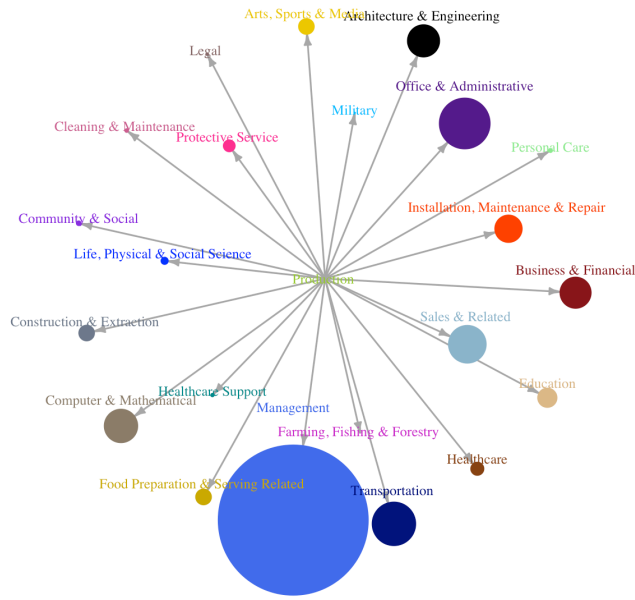 Arts, Sports & Media
Architecture & Engineering
Legal
Office & Administrative
Military
Cleaning & Maintenance
Protective Service
Personal Care
Installation, Maintenance & Repair
Community & Social
Life, Physical & Social Science
Business & Financial
Production
Construction & Extraction
Sales & Related
Education
Healthcare Support
Computer & Mathematical
Management
Farming, Fishing & Forestry
Healthcare
Food Preparation & Serving Related
Transportation